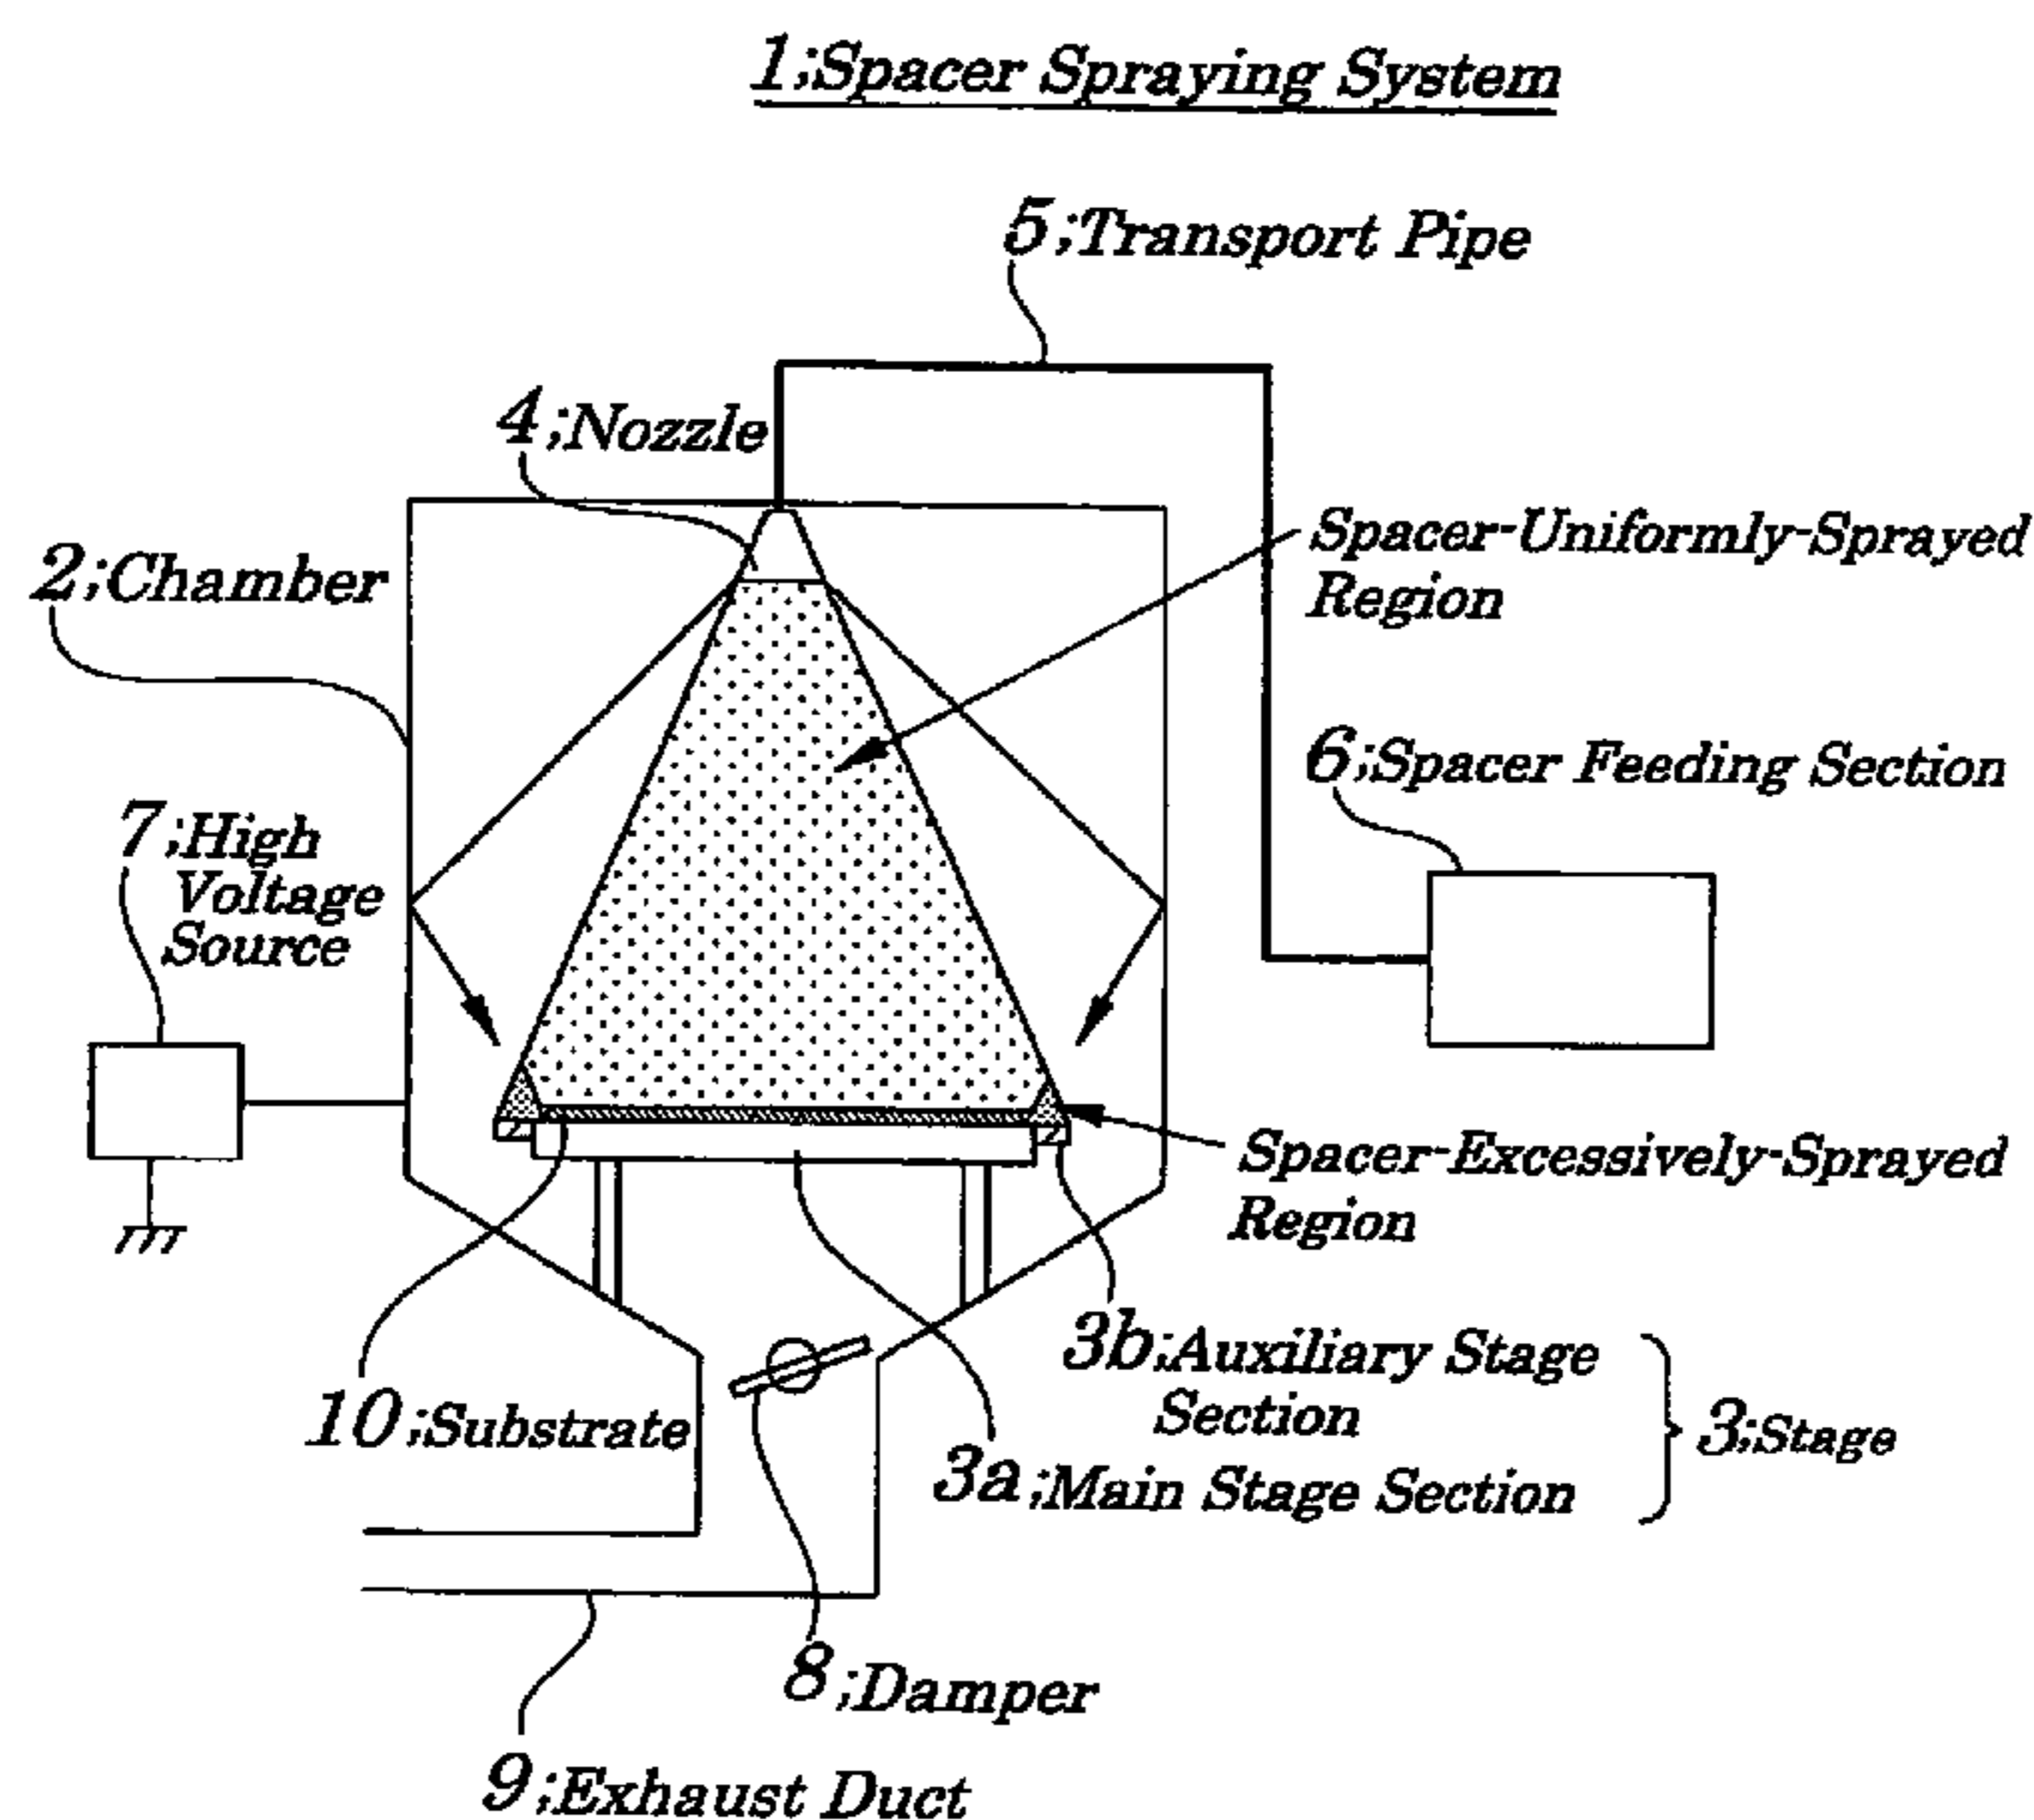 1;Spacer Spraying System
5;Transport Pipe
4;Nozzle
Spacer-Uniformly-Sprayed
Region
2;Chamber
6;Spacer Feeding Section
7;High
Voltage
Source
Spacer-Excessively-Sprayed
Region
3b;Auxiliary Stage
Section
3;Stage
10;Substrate
3a;Main Stage Section
8;Damper
9;Exhaust Duct